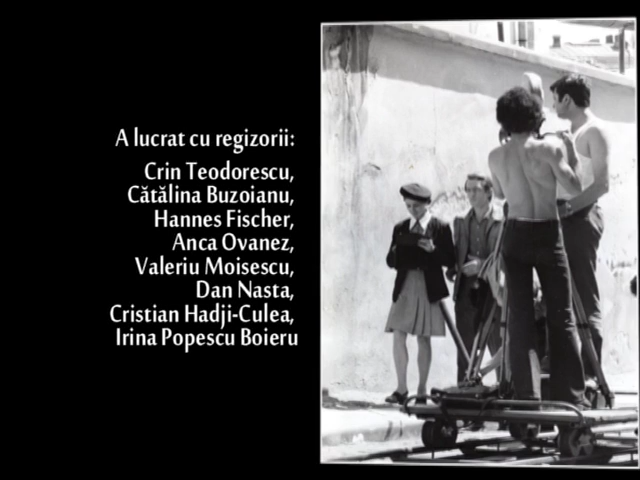 A lucrat cu regizorii:
Crin Teodorescu,
Cătălina Buzoianu,
Hannes Fischer,
Anca Ovanez,
Valeriu Moisescu,
Dan Nasta,
Cristian Hadji-Culea,
Irina Popescu Boieru